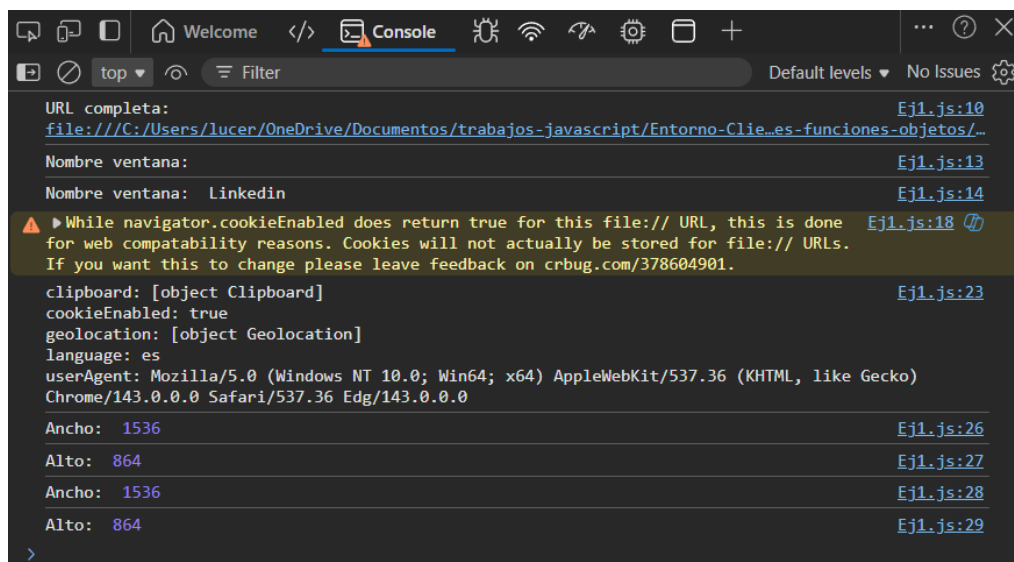 Welcome
Console
top
Filter
Default levels
No Issues
URL completa:
Ej1.js:10
file:///C:/Users/lucer/OneDrive/Documentos/trabajos-javascript/Entorno-Clie…es-funciones-objetos/…
Nombre ventana:
Ej1.js:13
Nombre ventana: Linkedin
Ej1.js:14
While navigator.cookieEnabled does return true for this file:// URL, this is done
Ej1.js:18
for web compatability reasons. Cookies will not actually be stored for file:// URLs.
If you want this to change please leave feedback on crbug.com/378604901.
clipboard: [object Clipboard]
Ej1.js:23
cookieEnabled: true
geolocation: [object Geolocation]
language: es
userAgent: Mozilla/5.0 (Windows NT 10.0; Win64; x64) AppleWebKit/537.36 (KHTML, like Gecko)
Chrome/143.0.0.0 Safari/537.36 Edg/143.0.0.0
Ancho: 1536
Ej1.js:26
Alto: 864
Ej1.js:27
Ancho: 1536
Ej1.js:28
Alto: 864
Ej1.js:29